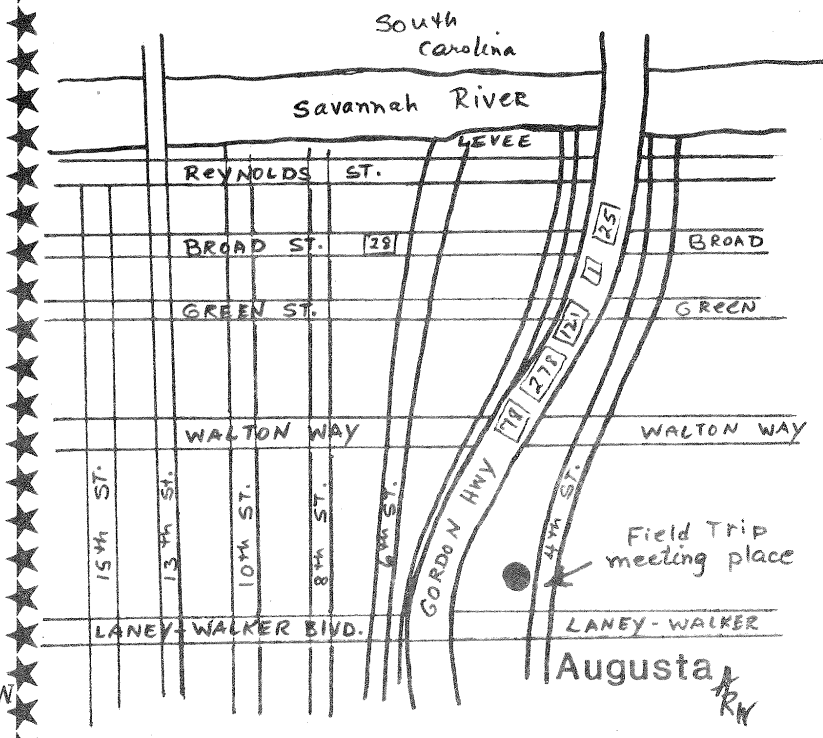 South
Carolina
Savannah River
LEVEE
REYNOLDS ST.
BROAD ST. 28 BROAD
25
1
GREEN ST. GREEN
121
278
78
WALTON WAY WALTON WAY
15th ST.
13th St.
10th ST.
8th ST.
6th ST.
GORDON HWY
4th ST.
Field Trip
meeting place
LANEY-WALKER BLVD. LANEY-WALKER
Augusta
ARW
N